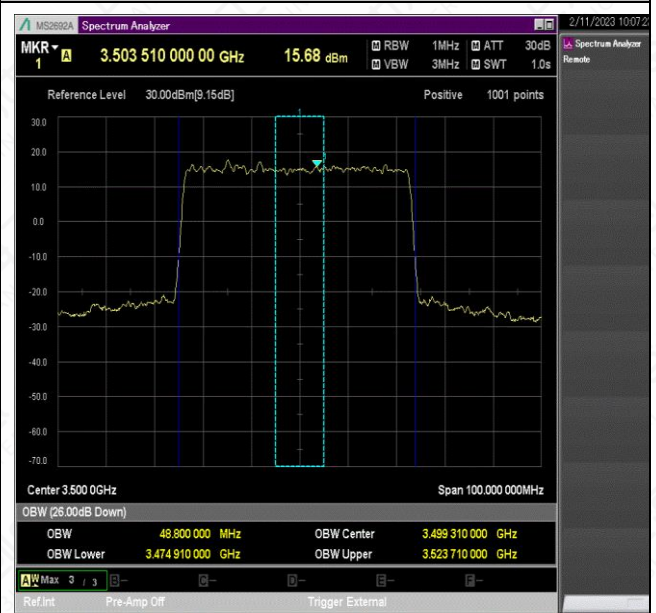 MS2692A Spectrum Analyzer 2/11/2023 10:07:2
MKR 1 A 3.503 510 000 00 GHz 15.68 dBm M RBW 1MHz M ATT 30dB
M VBW 3MHz M SWT 1.0s
Spectrum Analyzer
Remote
Reference Level 30.00dBm[9.15dB] Positive 1001 points
1
30.0
20.0
10.0
0.0
-10.0
-20.0
-30.0
-40.0
-50.0
-60.0
-70.0
Center 3.500 0GHz Span 100.000 000MHz
OBW (26.00dB Down)
OBW 48.800 000 MHz OBW Center 3.499 310 000 GHz
OBW Lower 3.474 910 000 GHz OBW Upper 3.523 710 000 GHz
A W Max 3 / 3 B- C- D- E- F-
Ref.Int Pre-Amp Off Trigger External